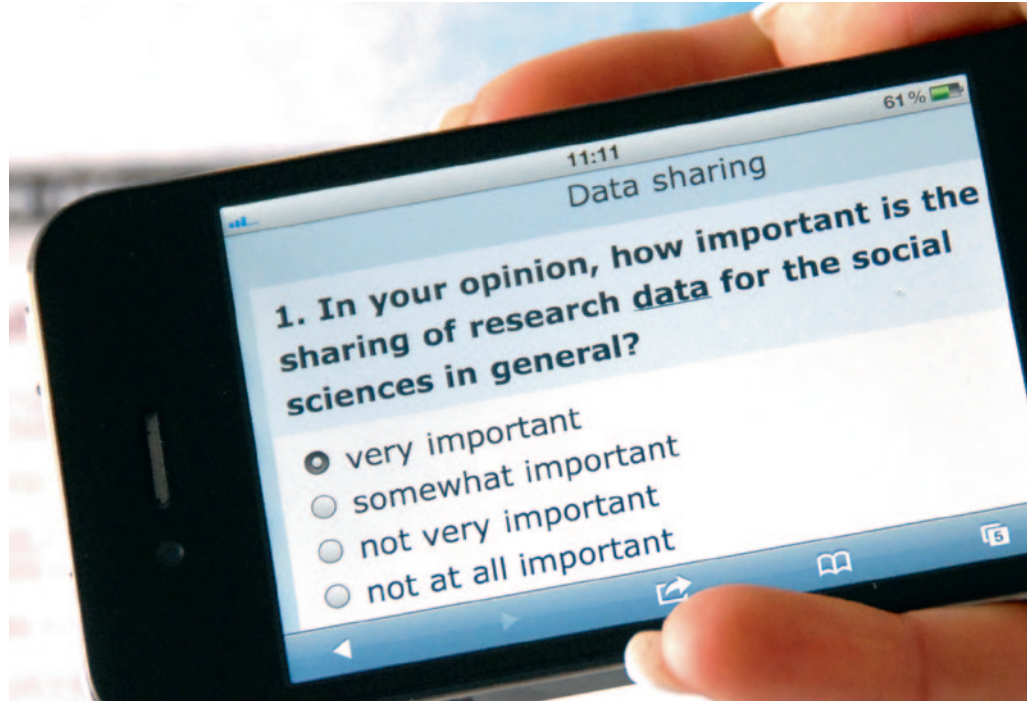 61 %
11:11
Data sharing
1. In your opinion, how important is the
sharing of research data for the social
sciences in general?
very important
somewhat important
not very important
not at all important
5